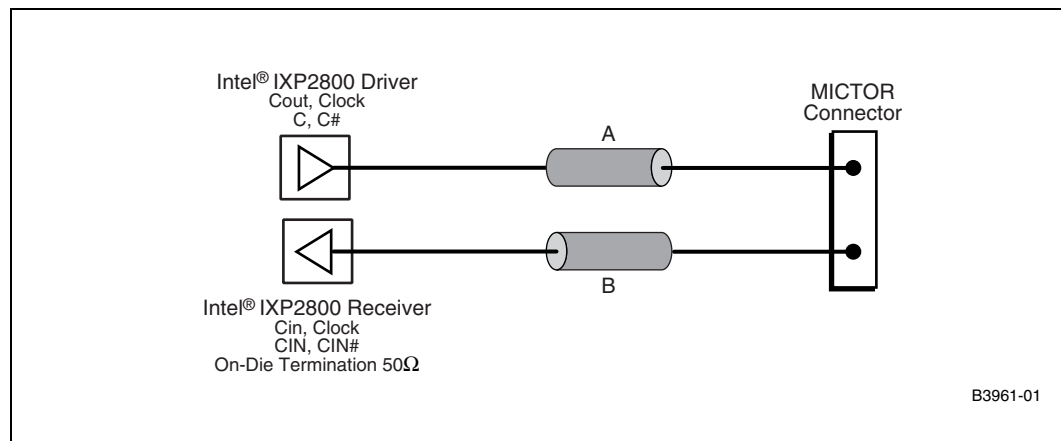 Intel® IXP2800 Driver
Cout, Clock
C, C#
A
MICTOR
Connector
B
Intel® IXP2800 Receiver
Cin, Clock
CIN, CIN#
On-Die Termination 50Ω
B3961-01